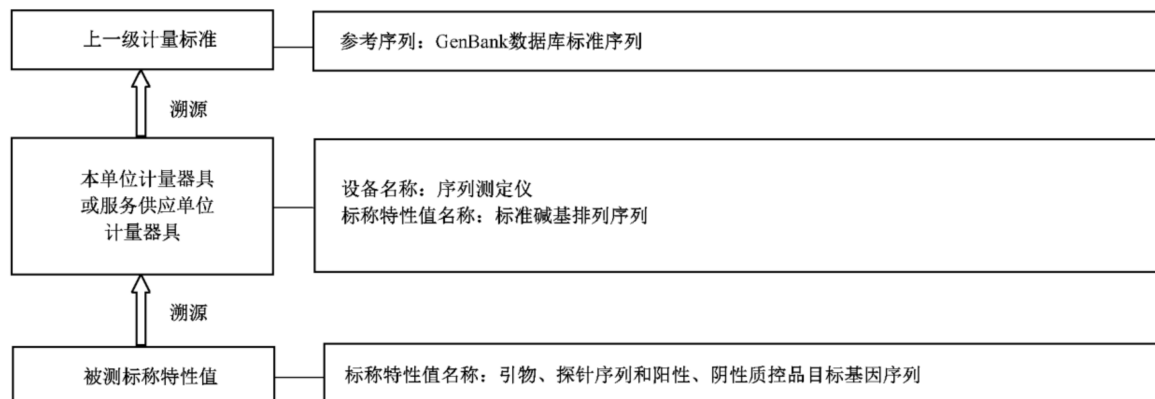 上一级计量标准
参考序列：GenBank数据库标准序列
溯源
本单位计量器具
或服务供应单位
计量器具
设备名称：序列测定仪
标称特性值名称：标准碱基排列序列
溯源
被测标称特性值
标称特性值名称：引物、探针序列和阳性、阴性质控品目标基因序列